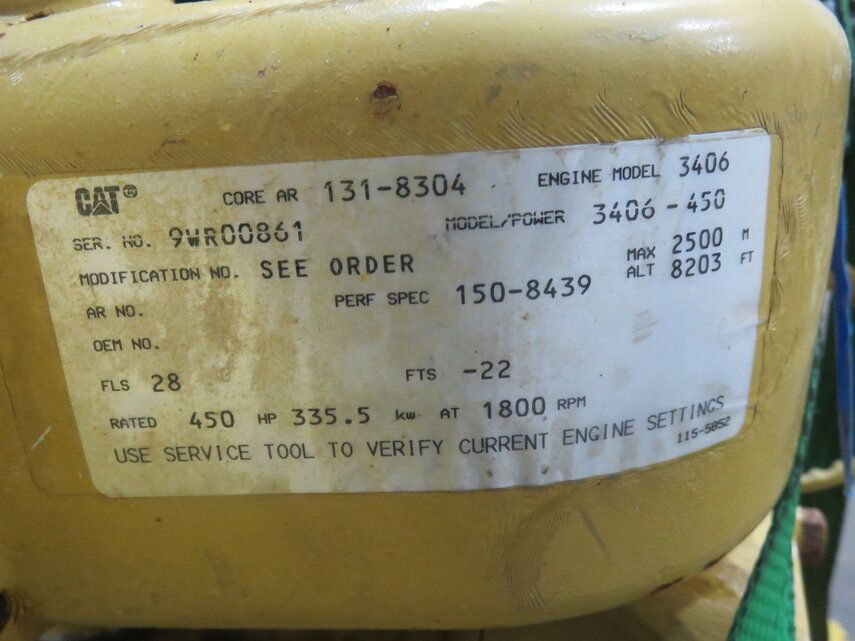 CAT® CORE AR 131-8304 ENGINE MODEL 3406
SER. NO. 9WR00861 MODEL/POWER 3406-450
MODIFICATION NO. SEE ORDER MAX ALT 2500 M 8203 FT
AR NO. PERF SPEC 150-8439
OEM NO.
FLS 28 FTS -22
RATED 450 HP 335.5 kw AT 1800 RPM
USE SERVICE TOOL TO VERIFY CURRENT ENGINE SETTINGS
115-5852